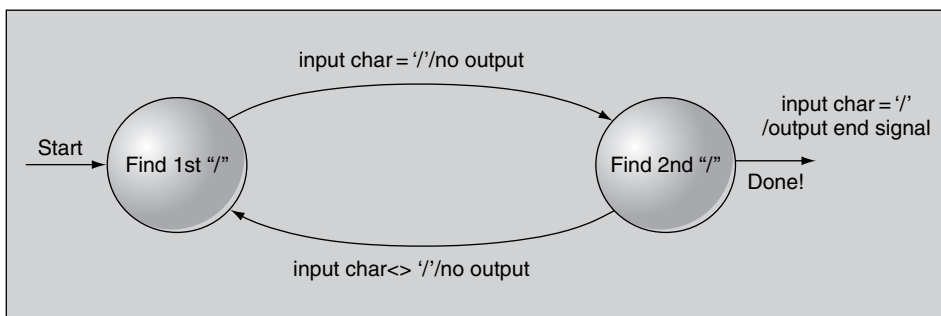 input char = ‘/’/no output
input char = ‘/’
/output end signal
Start
Find 1st “/”
Find 2nd “/”
Done!
input char<> ‘/’/no output